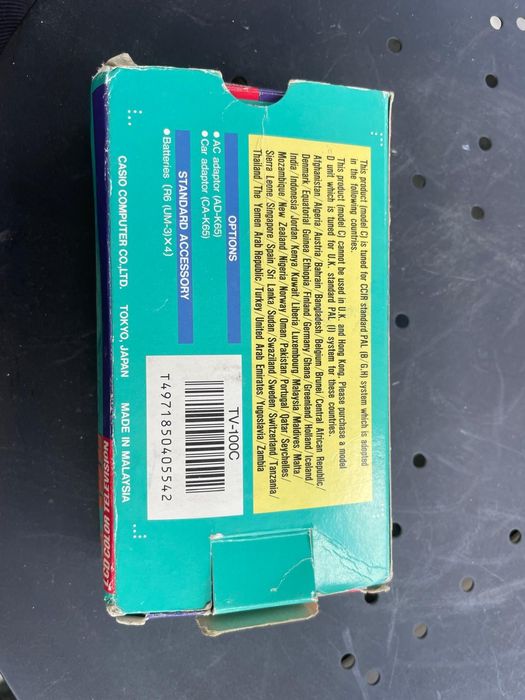 This product (model C) is tuned for CCIR standard PAL (B/G.H) system which is adopted
in the following countries.
This product (model C) cannot be used in U.K. and Hong Kong. Please purchase a model
D unit which is tuned for U.K. standard PAL (I) system for these countries.
Afghanistan/Algeria/Austria/Bahrain/Bangladesh/Belgium/Brunei/Central African Republic/
Denmark/Equatorial Guinea/Ethiopia/Finland/Germany/Ghana/Greenland/Holland/Iceland/
India/Indonesia/Jordan/Kenya/Kuwait/Liberia/Luxembourg/Malaysia/Maldives/Malta/
Mozambique/New Zealand/Nigeria/Norway/Oman/Pakistan/Portugal/Qatar/Seychelles/
Sierra Leone/Singapore/Spain/Sri Lanka/Sudan/Swaziland/Sweden/Switzerland/Tanzania/
Thailand/The Yemen Arab Republic/Turkey/United Arab Emirates/Yugoslavia/Zambia
OPTIONS
●AC adaptor (AD-K65)
●Car adaptor (CA-K65)
STANDARD ACCESSORY
●Batteries (R6 (UM-3)×4)
TV-100C
T4971850405542
CASIO COMPUTER CO.,LTD. TOKYO, JAPAN MADE IN MALAYSIA
LCD COLOR TELEVISION